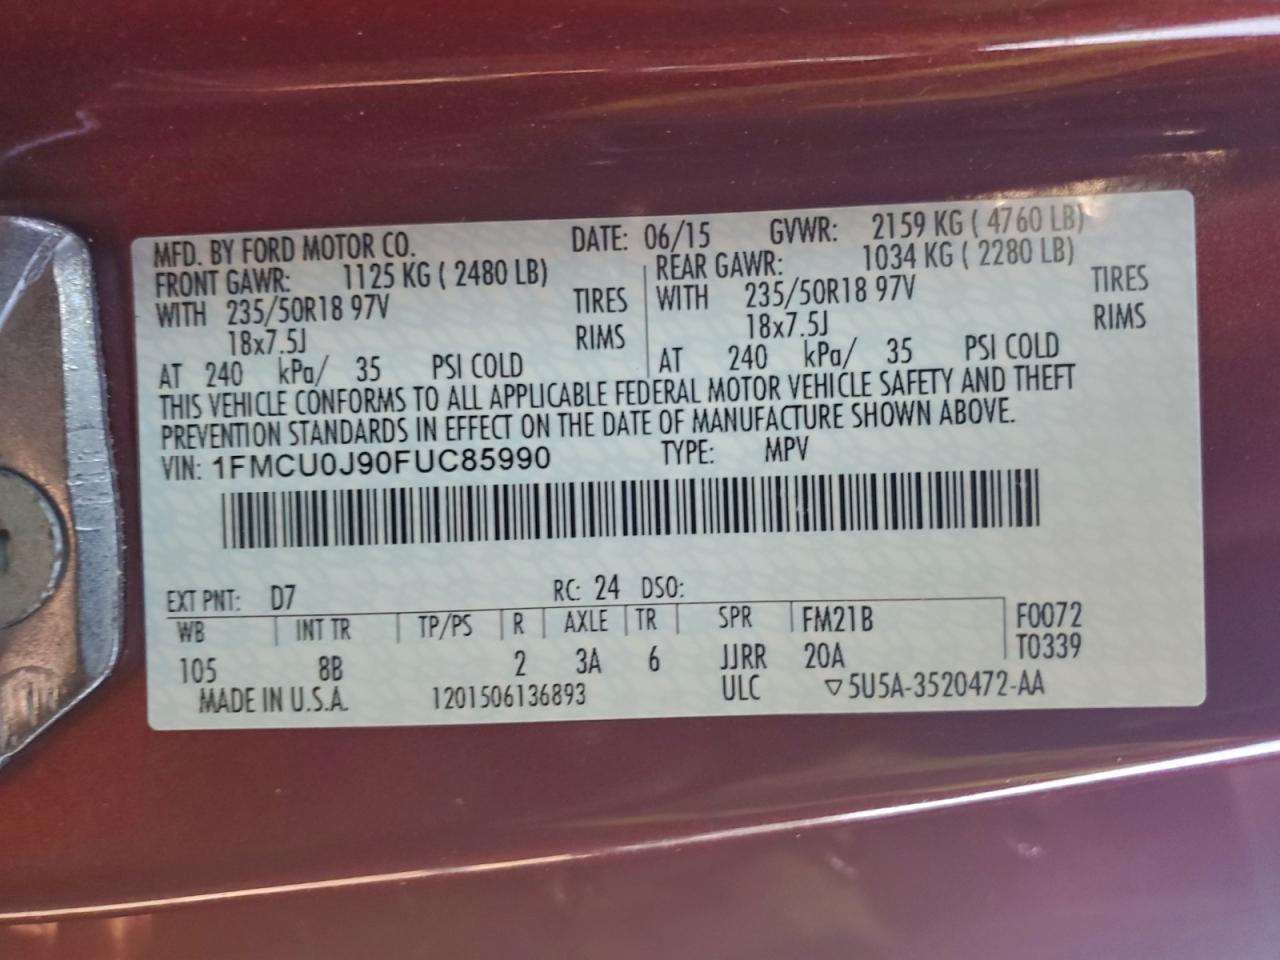 MFD. BY FORD MOTOR CO. DATE: 06/15 GVWR: 2159 KG ( 4760 LB)
FRONT GAWR: 1125 KG ( 2480 LB) REAR GAWR: 1034 KG ( 2280 LB)
WITH 235/50R18 97V TIRES WITH 235/50R18 97V TIRES
18x7.5J RIMS 18x7.5J RIMS
AT 240 kPa/ 35 PSI COLD AT 240 kPa/ 35 PSI COLD
THIS VEHICLE CONFORMS TO ALL APPLICABLE FEDERAL MOTOR VEHICLE SAFETY AND THEFT
PREVENTION STANDARDS IN EFFECT ON THE DATE OF MANUFACTURE SHOWN ABOVE.
VIN: 1FMCU0J90FUC85990 TYPE: MPV
EXT PNT: D7 RC: 24 DSO:
WB INT TR TP/PS R AXLE TR SPR FM21B F0072
105 8B 2 3A 6 JJRR 20A T0339
MADE IN U.S.A. 1201506136893 ULC ▽5U5A-3520472-AA